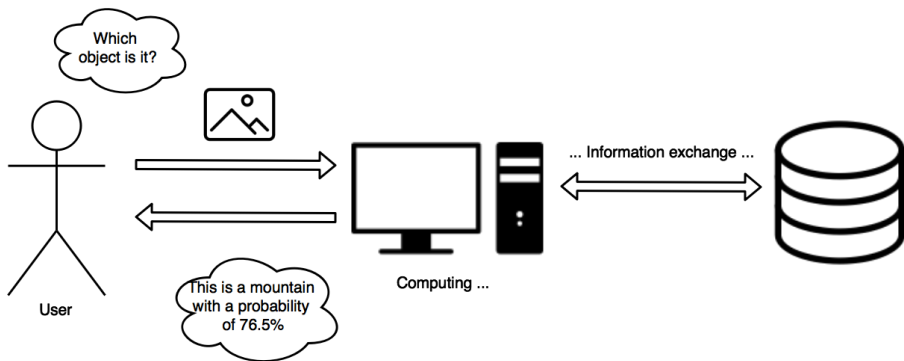 Which
object is it?
... Information exchange ...
Computing ...
User
This is a mountain
with a probability
of 76.5%